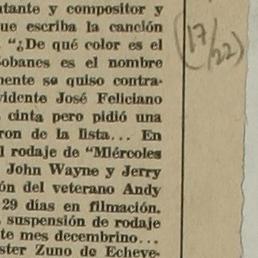 tante y compositor y
ue escriba la canción
"¿De qué color es el
obanes es el nombre
mente se quiso contra-
vidente José Feliciano
cinta pero pidió una
ron de la lista... En
l rodaje de "Miércoles
John Wayne y Jerry
ón del veterano Andy
29 días en filmación.
suspensión de rodaje
te mes decembrino...
ster Zuno de Echeve-
(17/22)